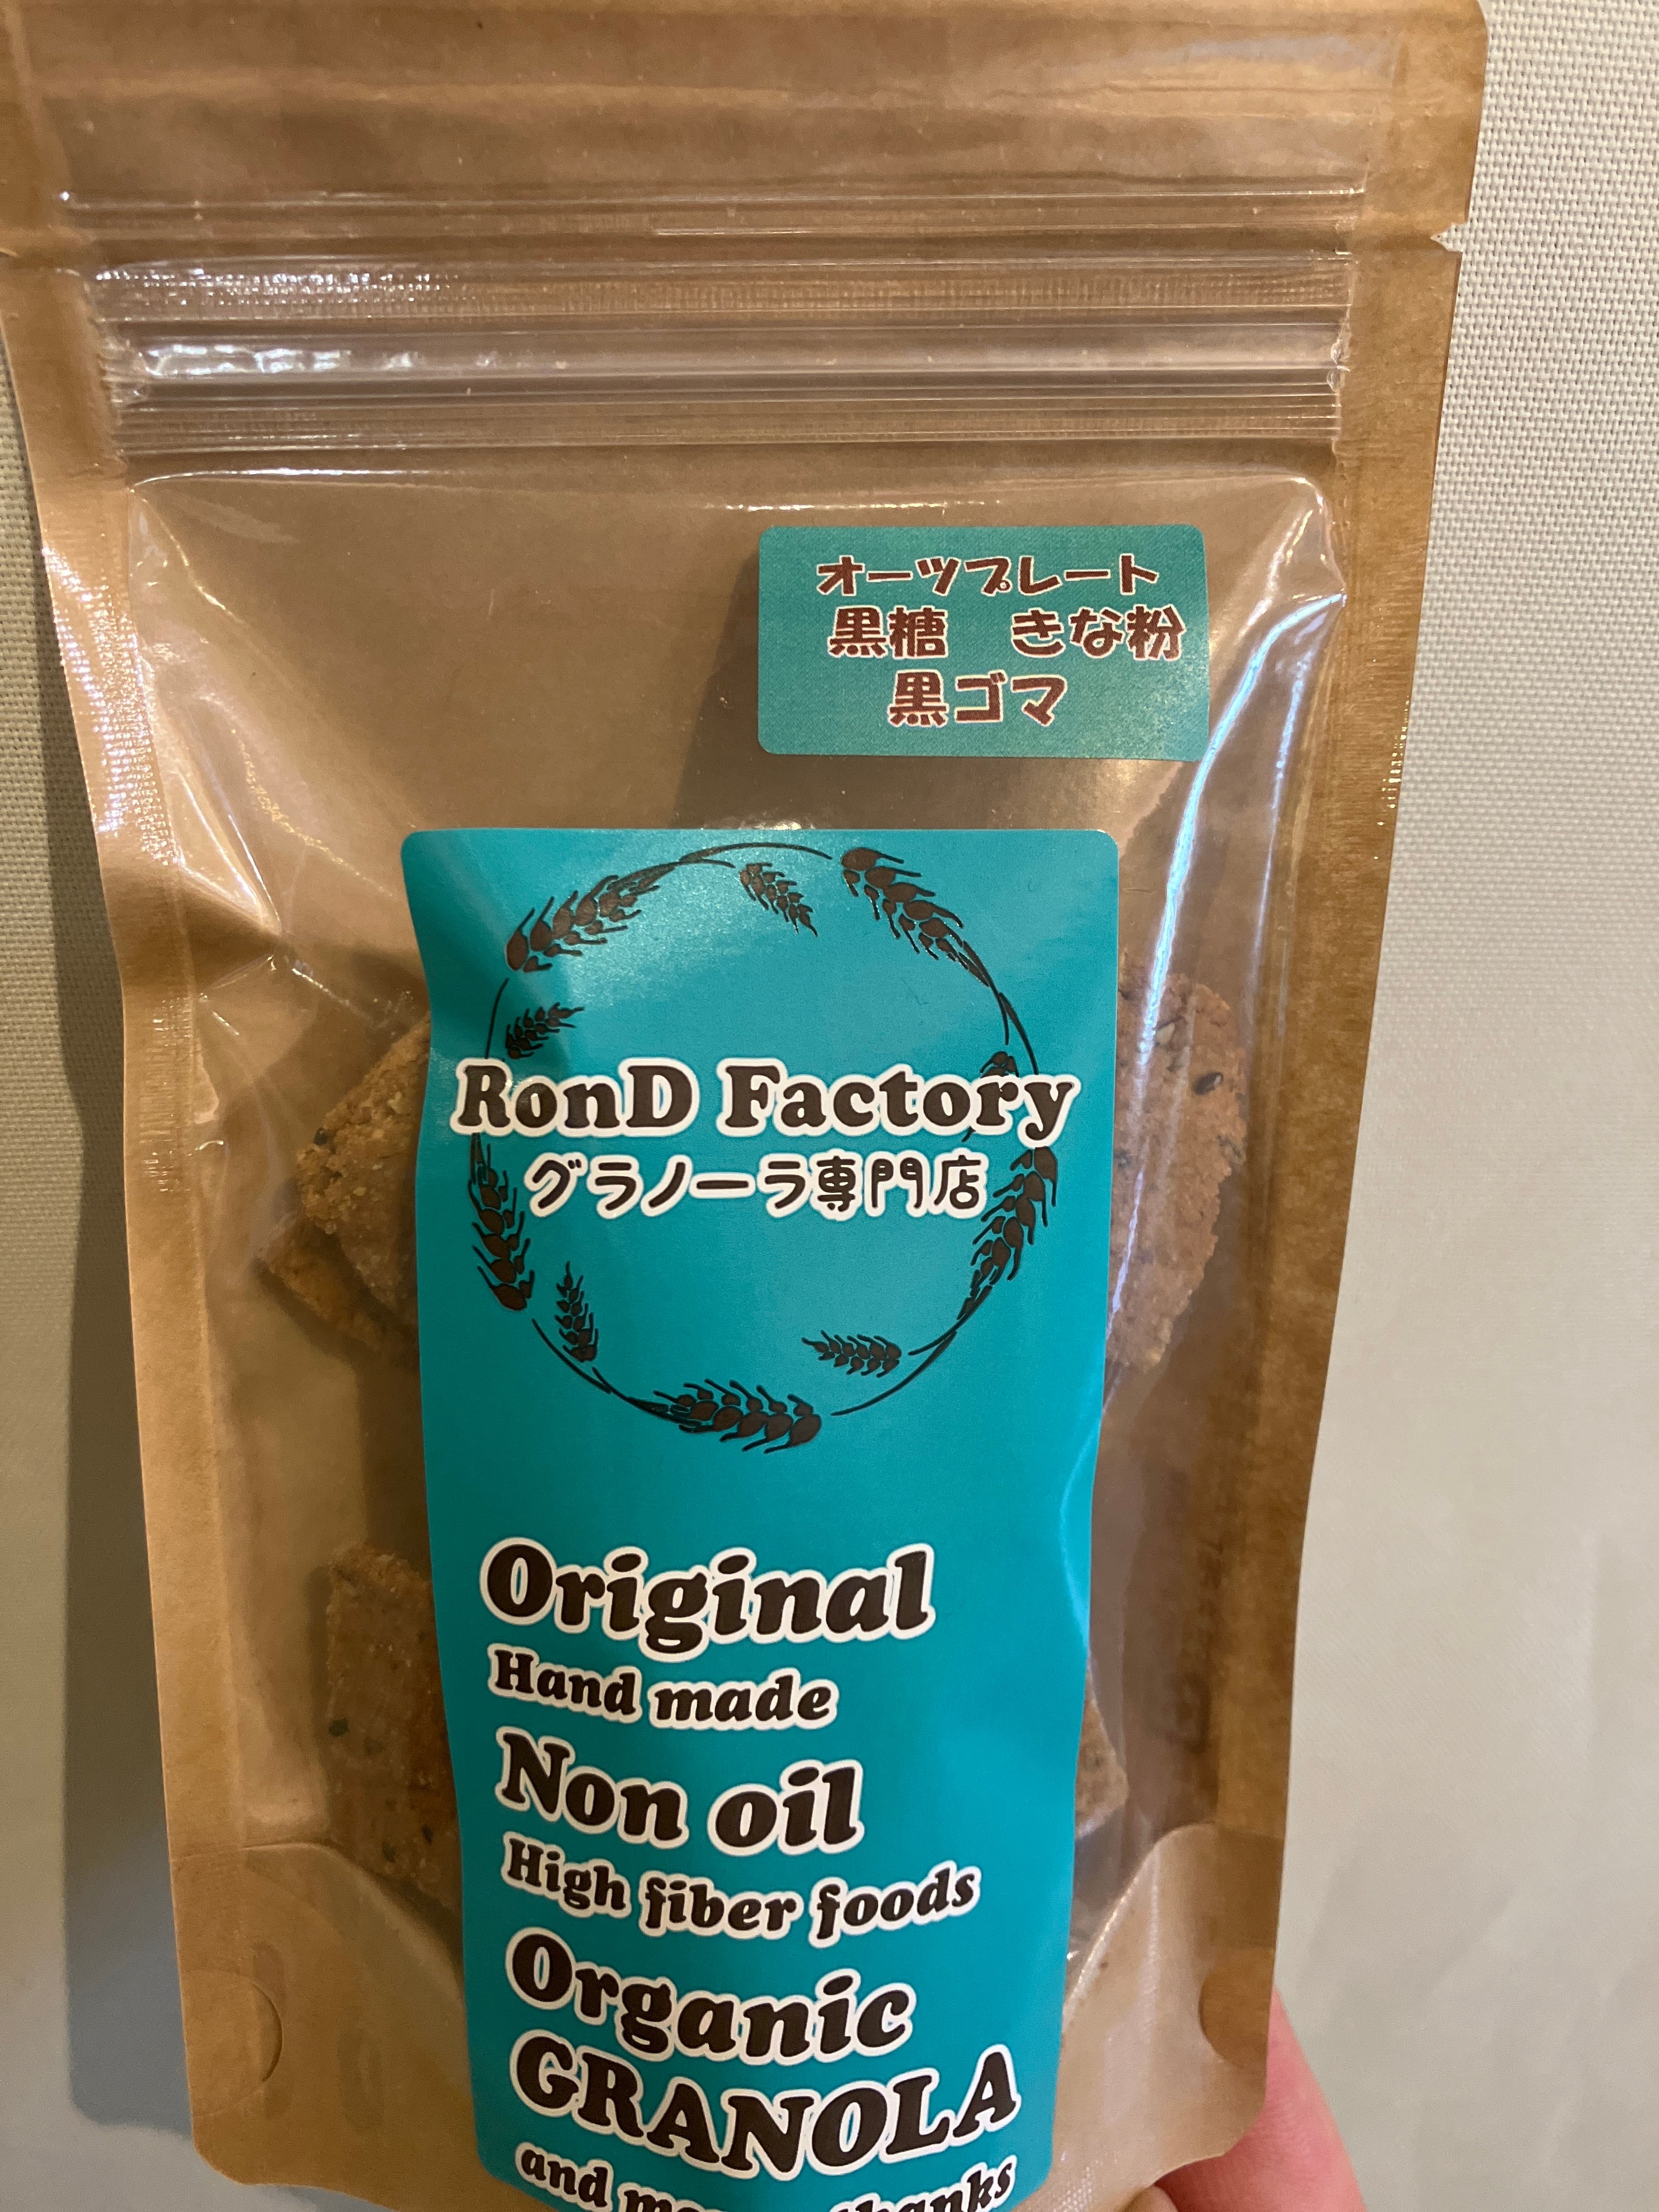 オーツプレート
黒糖　きな粉
黒ゴマ
RonD Factory
グラノーラ専門店
Original
Hand made
Non oil
High fiber foods
Organic
GRANOLA
and